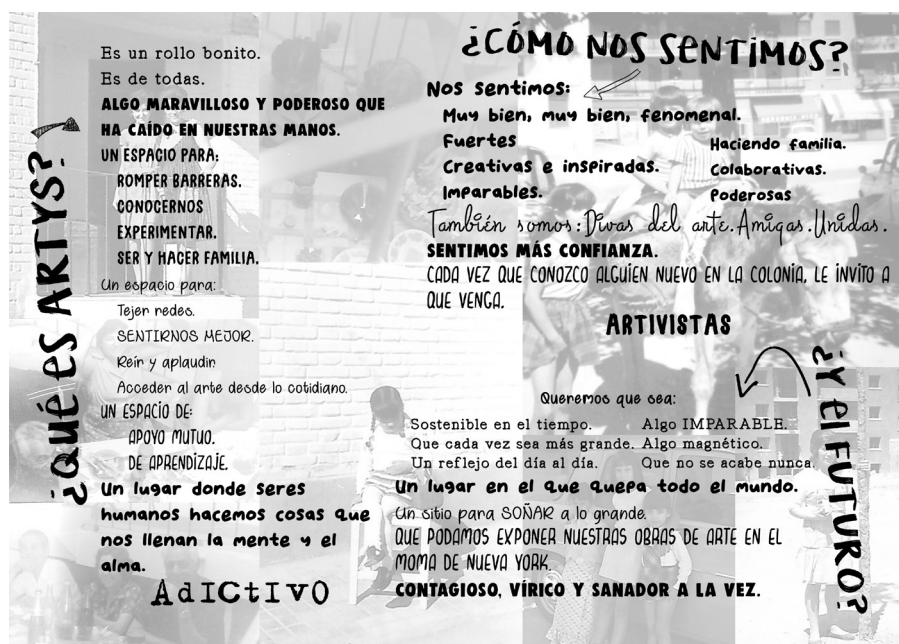 ¿QUÉ ES ARTYS?
Es un rollo bonito.
Es de todas.
ALGO MARAVILLOSO Y PODEROSO QUE
HA CAÍDO EN NUESTRAS MANOS.
UN ESPACIO PARA:
ROMPER BARRERAS.
CONOCERNOS
EXPERIMENTAR.
SER Y HACER FAMILIA.
Un espacio para:
Tejer redes.
SENTIRNOS MEJOR.
Reír y aplaudir.
Acceder al arte desde lo cotidiano.
UN ESPACIO DE:
APOYO MUTUO.
DE APRENDIZAJE.
Un lugar donde seres
humanos hacemos cosas que
nos llenan la mente y el
alma.
AdICtIVO
¿CÓMO NOS SENTIMOS?
Nos sentimos:
Muy bien, muy bien, fenomenal.
Fuertes
Creativas e inspiradas.
Imparables.
Haciendo familia.
Colaborativas.
Poderosas
También somos: Divas del arte. Amigas. Unidas.
SENTIMOS MÁS CONFIANZA.
CADA VEZ QUE CONOZCO ALGUIEN NUEVO EN LA COLONIA, LE INVITO A
QUE VENGA.
ARTIVISTAS
¿Y el FUTURO?
Queremos que sea:
Sostenible en el tiempo.
Que cada vez sea más grande.
Un reflejo del día al día.
Algo IMPARABLE.
Algo magnético.
Que no se acabe nunca.
Un lugar en el que quepa todo el mundo.
Un sitio para SOÑAR a lo grande.
QUE PODAMOS EXPONER NUESTRAS OBRAS DE ARTE EN EL
MOMA DE NUEVA YORK.
CONTAGIOSO, VÍRICO Y SANADOR A LA VEZ.